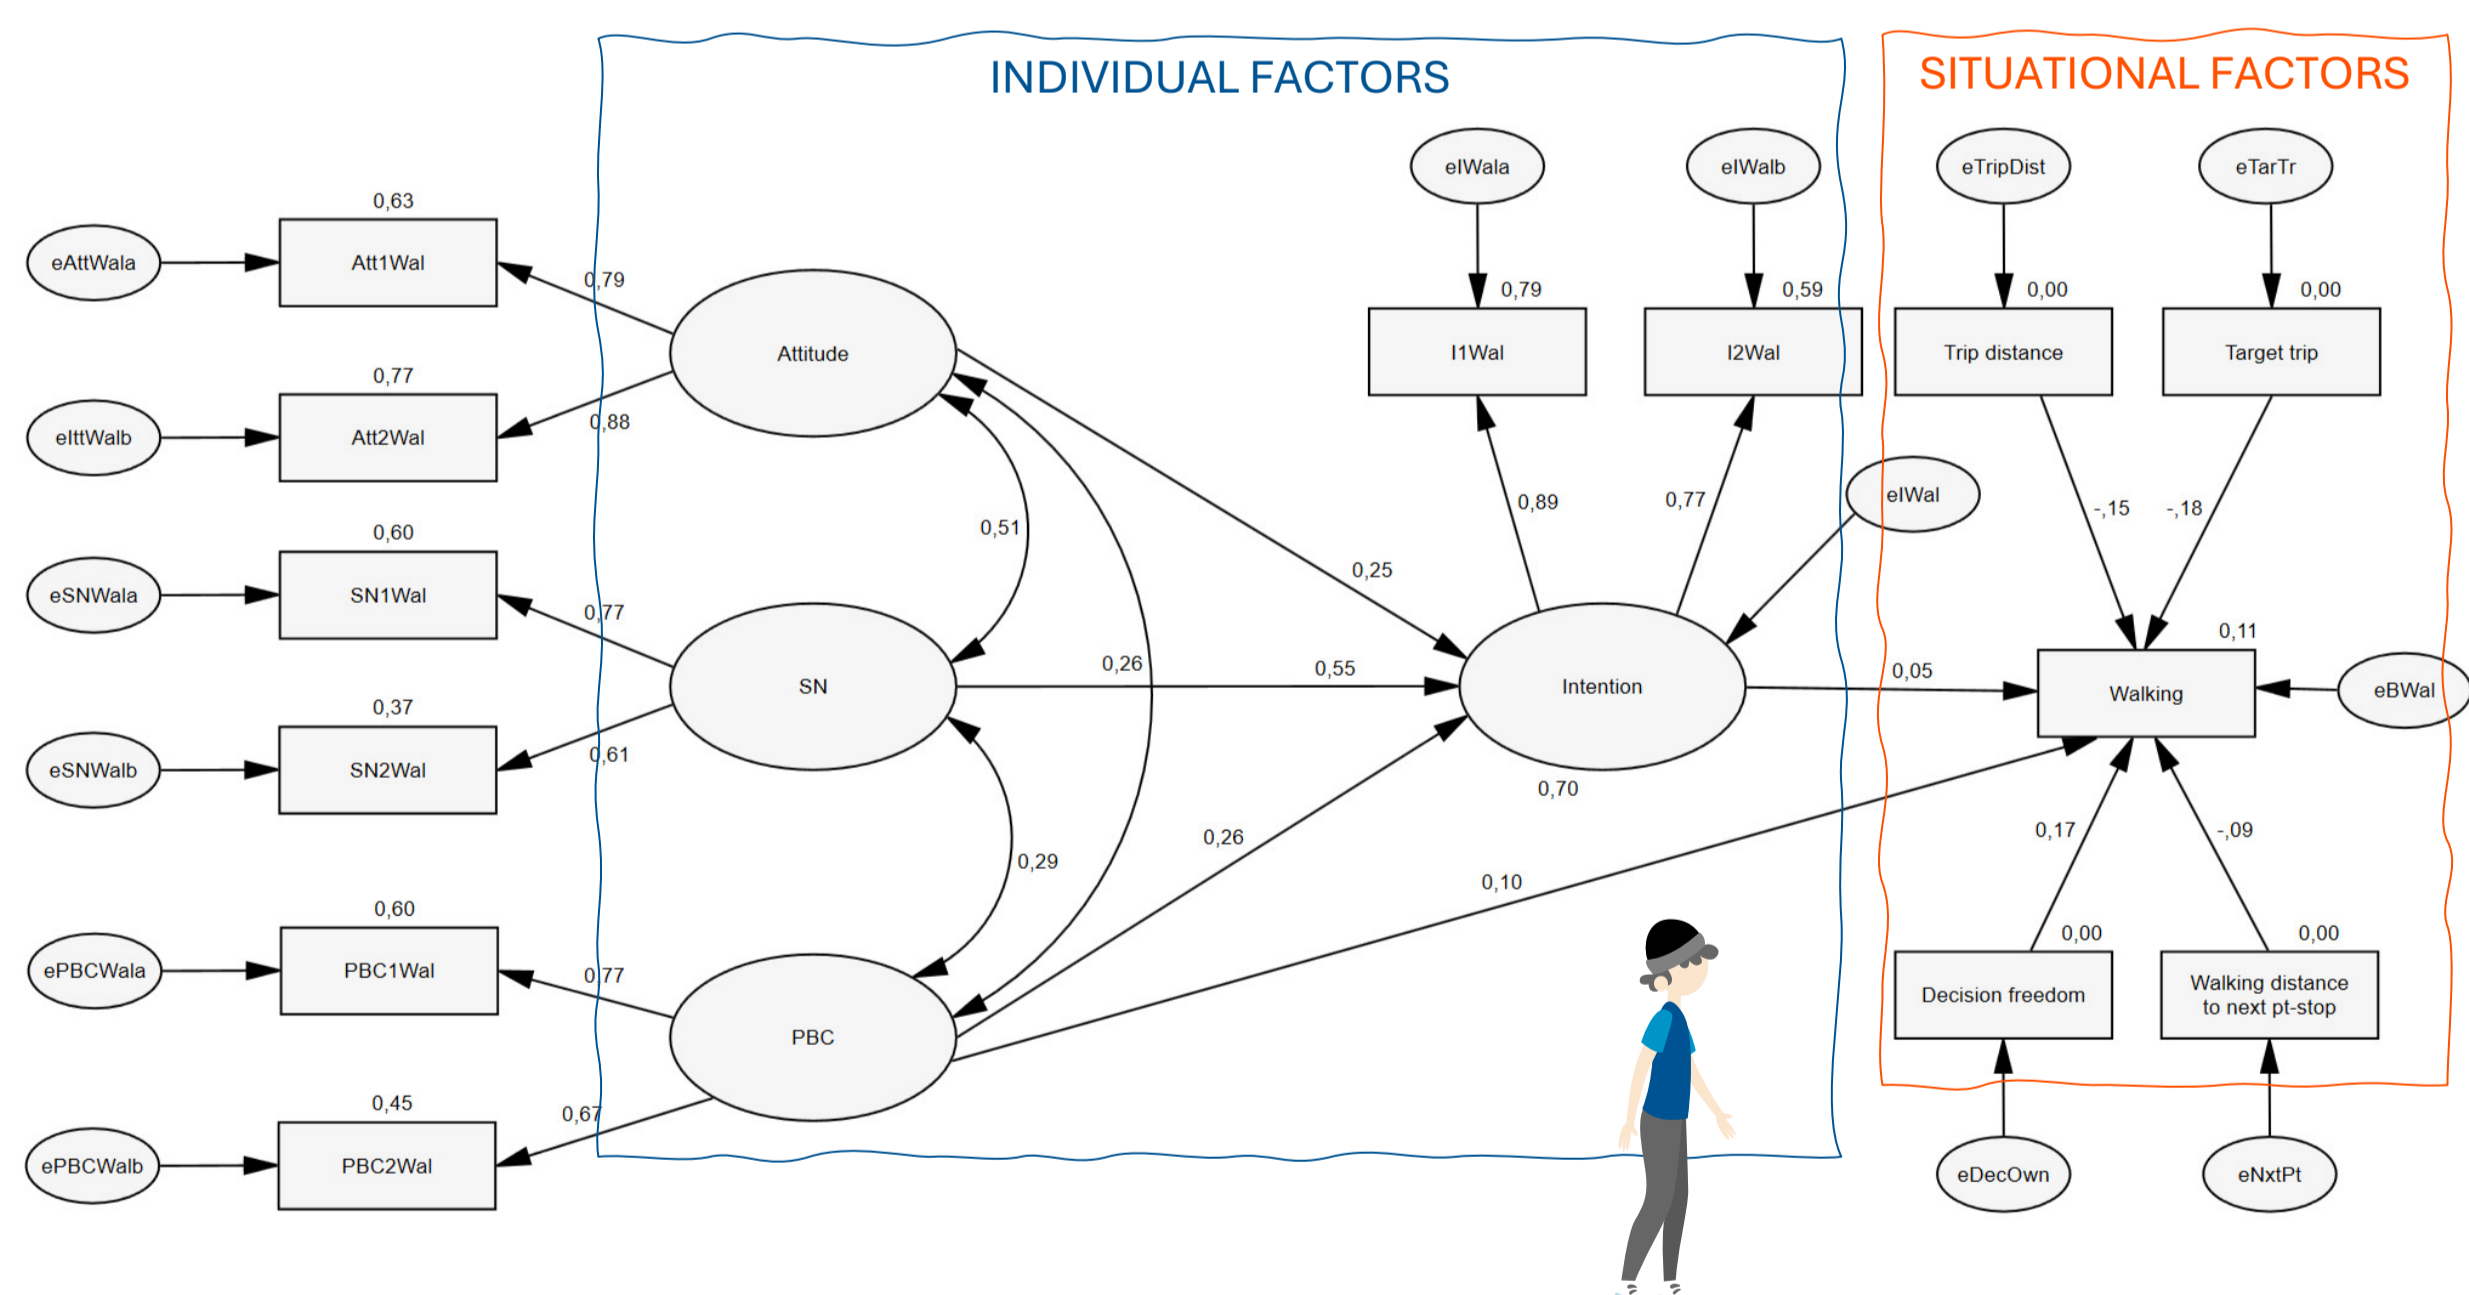 INDIVIDUAL FACTORS
SITUATIONAL FACTORS
eIWala
eIWalb
eTripDist
eTarTr
0,63
eAttWala
Att1Wal
0,79
0,79
0,59
0,00
0,00
Attitude
I1Wal
I2Wal
Trip distance
Target trip
0,77
eIttWalb
Att2Wal
0,88
0,51
0,89
0,77
eIWal
-,15
-,18
0,60
0,25
eSNWala
SN1Wal
0,77
0,11
SN
0,26
0,55
Intention
0,05
Walking
eBWal
0,37
eSNWalb
SN2Wal
0,61
0,70
0,29
0,26
0,10
0,17
-,09
0,60
0,00
0,00
ePBCWala
PBC1Wal
0,77
Decision freedom
Walking distance
to next pt-stop
PBC
0,45
0,67
ePBCWalb
PBC2Wal
eDecOwn
eNxtPt